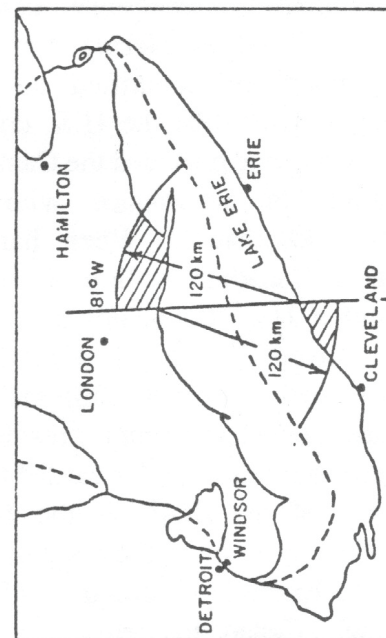 HAMILTON
LAKE ERIE
ERIE
81° W
120 km
LONDON
120 km
CLEVELAND
WINDSOR
DETROIT